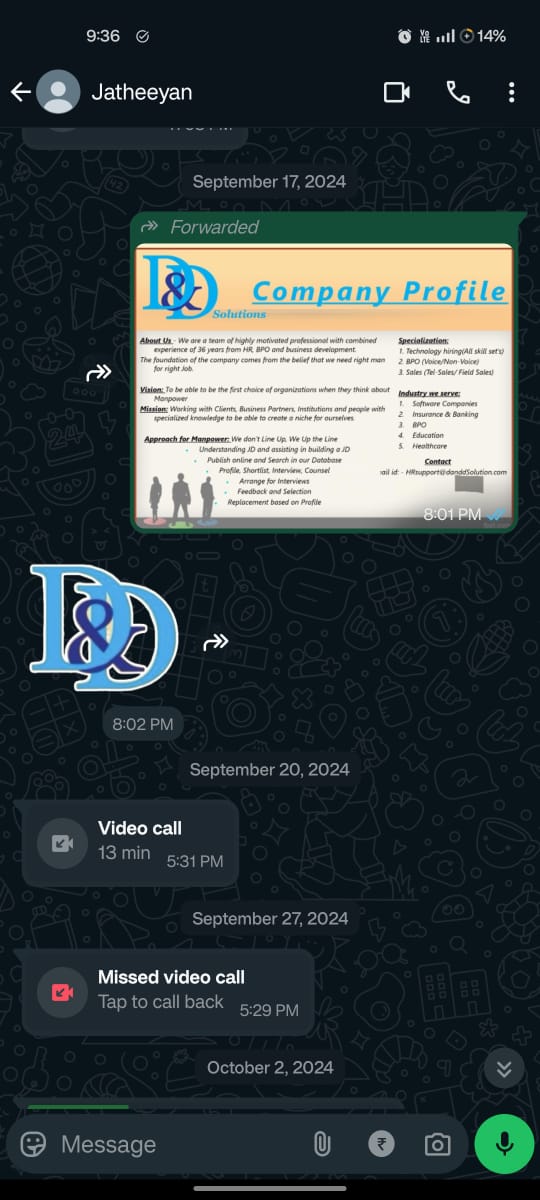 9:36
Vo LTE 14%
Jatheeyan
September 17, 2024
Forwarded
D&D
Solutions
Company Profile
About Us - We are a team of highly motivated professional with combined
experience of 36 years from HR, BPO and business development.
The foundation of the company comes from the belief that we need right man
for right Job.
Vision: To be able to be the first choice of organizations when they think about
Manpower
Mission: Working with Clients, Business Partners, Institutions and people with
specialized knowledge to be able to create a niche for ourselves.
Approach for Manpower: We don't Line Up, We Up the Line
Understanding JD and assisting in building a JD
Publish online and Search in our Database
Profile, Shortlist, Interview, Counsel
Arrange for Interviews
Feedback and Selection
Replacement based on Profile
Specialization:
1. Technology hiring(All skill set's)
2. BPO (Voice/Non-Voice)
3. Sales (Tel-Sales/ Field Sales)
Industry we serve:
1. Software Companies
2. Insurance & Banking
3. BPO
4. Education
5. Healthcare
Contact
ail id: - HRsupport@danddSolution.com
8:01 PM
D&D
8:02 PM
September 20, 2024
Video call
13 min 5:31 PM
September 27, 2024
Missed video call
Tap to call back 5:29 PM
October 2, 2024
Message
₹